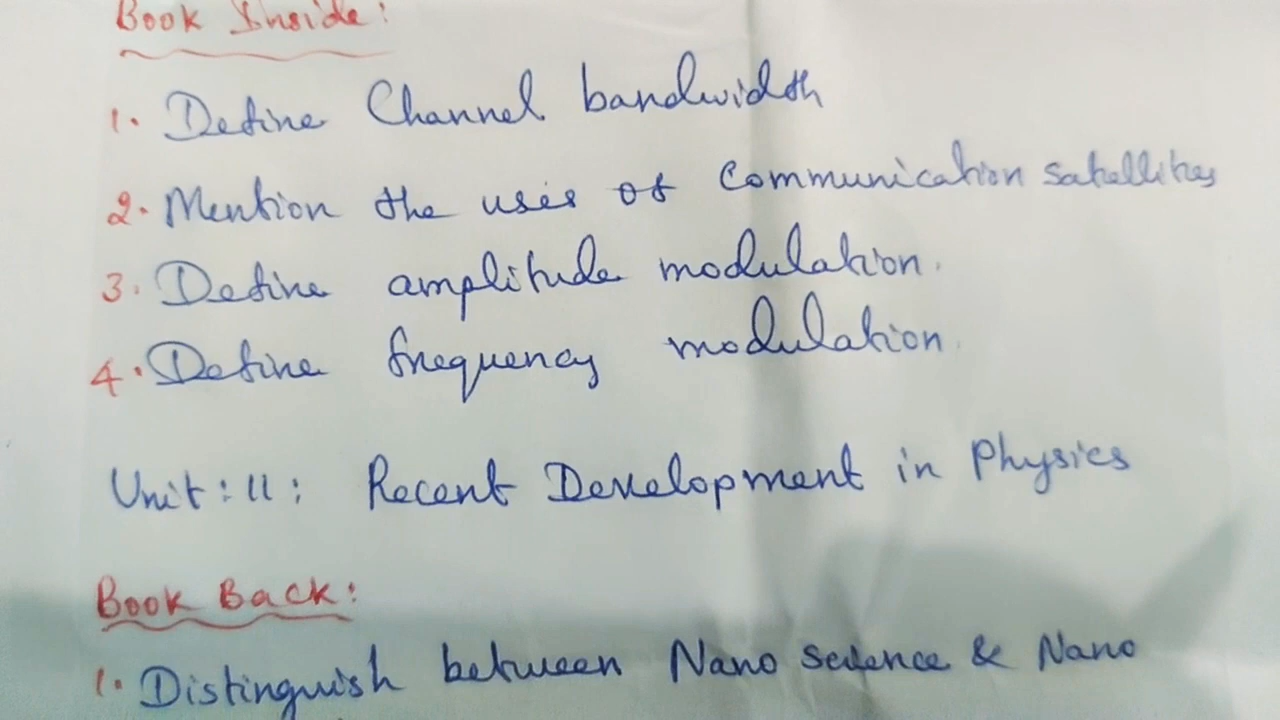 Book Inside:
1. Define Channel bandwidth
2. Mention the uses of Communication satellites
3. Define amplitude modulation.
4. Define frequency modulation.
Unit: 11: Recent Development in Physics
Book Back:
1. Distinguish between Nano science & Nano